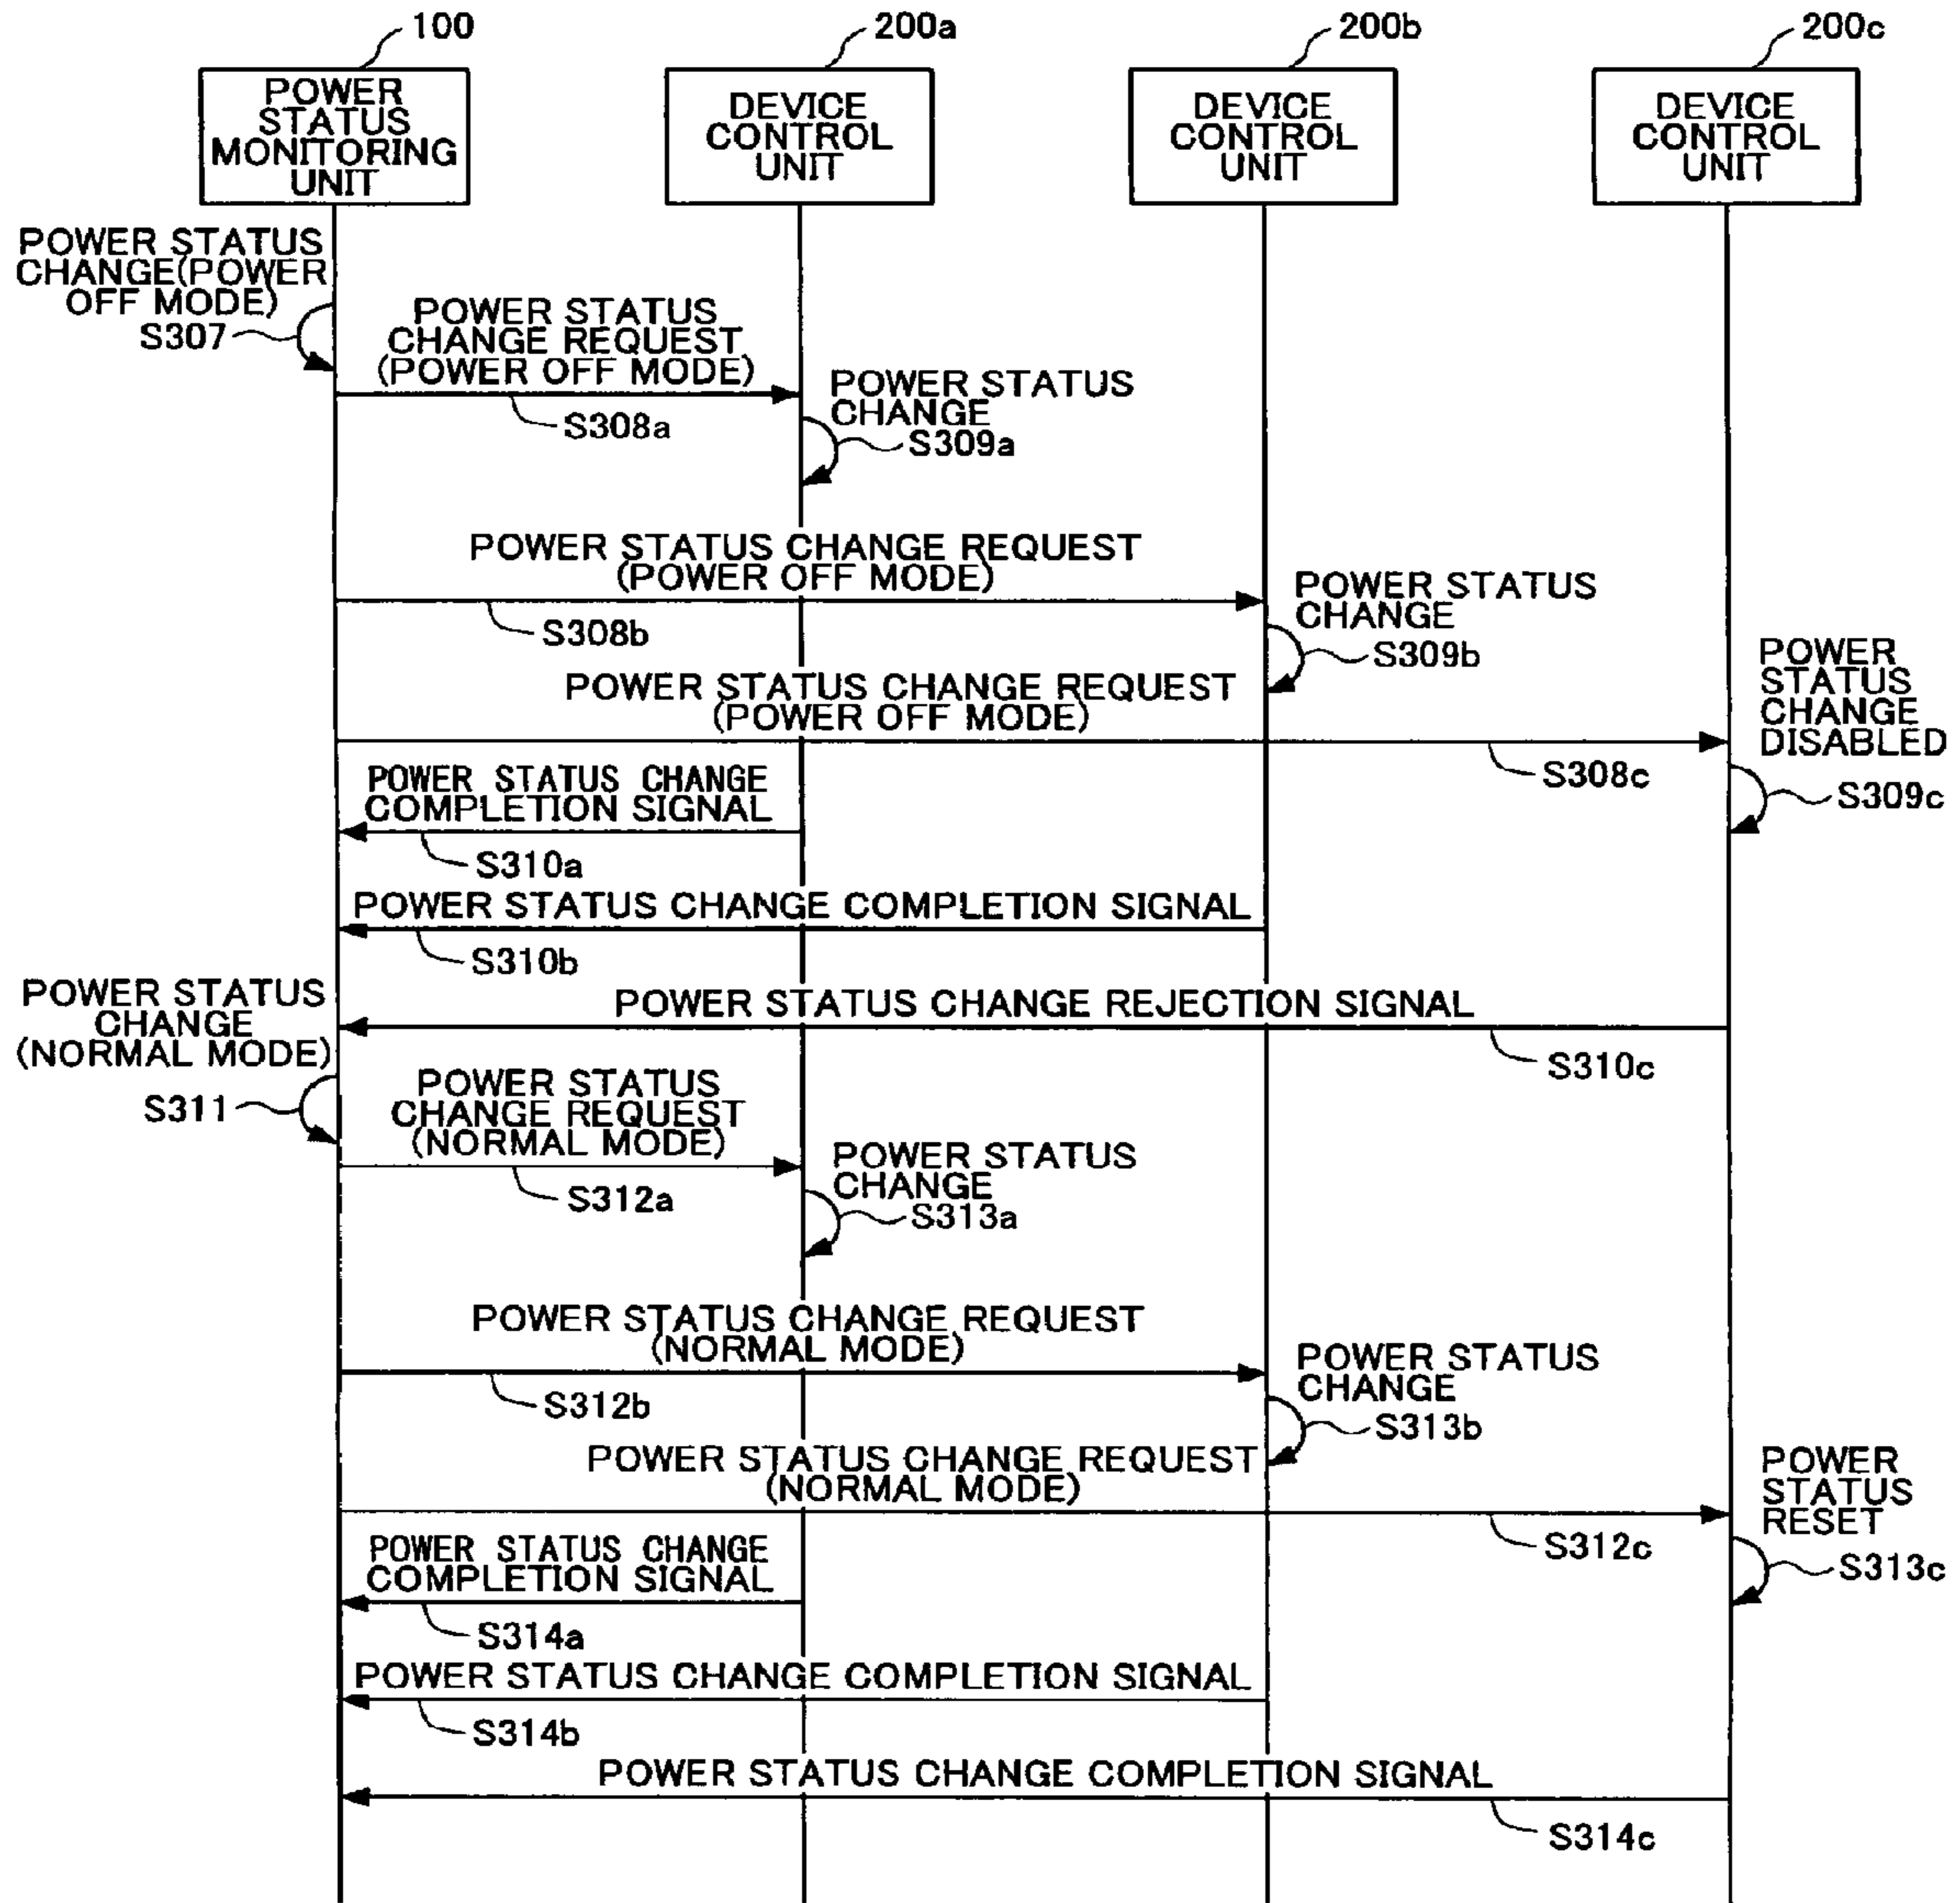 100
200a
200b
200c
POWER
STATUS
MONITORING
UNIT
DEVICE
CONTROL
UNIT
DEVICE
CONTROL
UNIT
DEVICE
CONTROL
UNIT
POWER STATUS
CHANGE(POWER
OFF MODE)
S307
POWER STATUS
CHANGE REQUEST
(POWER OFF MODE)
S308a
POWER STATUS
CHANGE
S309a
POWER STATUS CHANGE REQUEST
(POWER OFF MODE)
S308b
POWER STATUS
CHANGE
S309b
POWER STATUS CHANGE REQUEST
(POWER OFF MODE)
S308c
POWER
STATUS
CHANGE
DISABLED
S309c
POWER STATUS CHANGE
COMPLETION SIGNAL
S310a
POWER STATUS CHANGE COMPLETION SIGNAL
S310b
POWER STATUS CHANGE REJECTION SIGNAL
S310c
POWER STATUS
CHANGE
(NORMAL MODE)
S311
POWER STATUS
CHANGE REQUEST
(NORMAL MODE)
S312a
POWER STATUS
CHANGE
S313a
POWER STATUS CHANGE REQUEST
(NORMAL MODE)
S312b
POWER STATUS
CHANGE
S313b
POWER STATUS CHANGE REQUEST
(NORMAL MODE)
S312c
POWER
STATUS
RESET
S313c
POWER STATUS CHANGE
COMPLETION SIGNAL
S314a
POWER STATUS CHANGE COMPLETION SIGNAL
S314b
POWER STATUS CHANGE COMPLETION SIGNAL
S314c